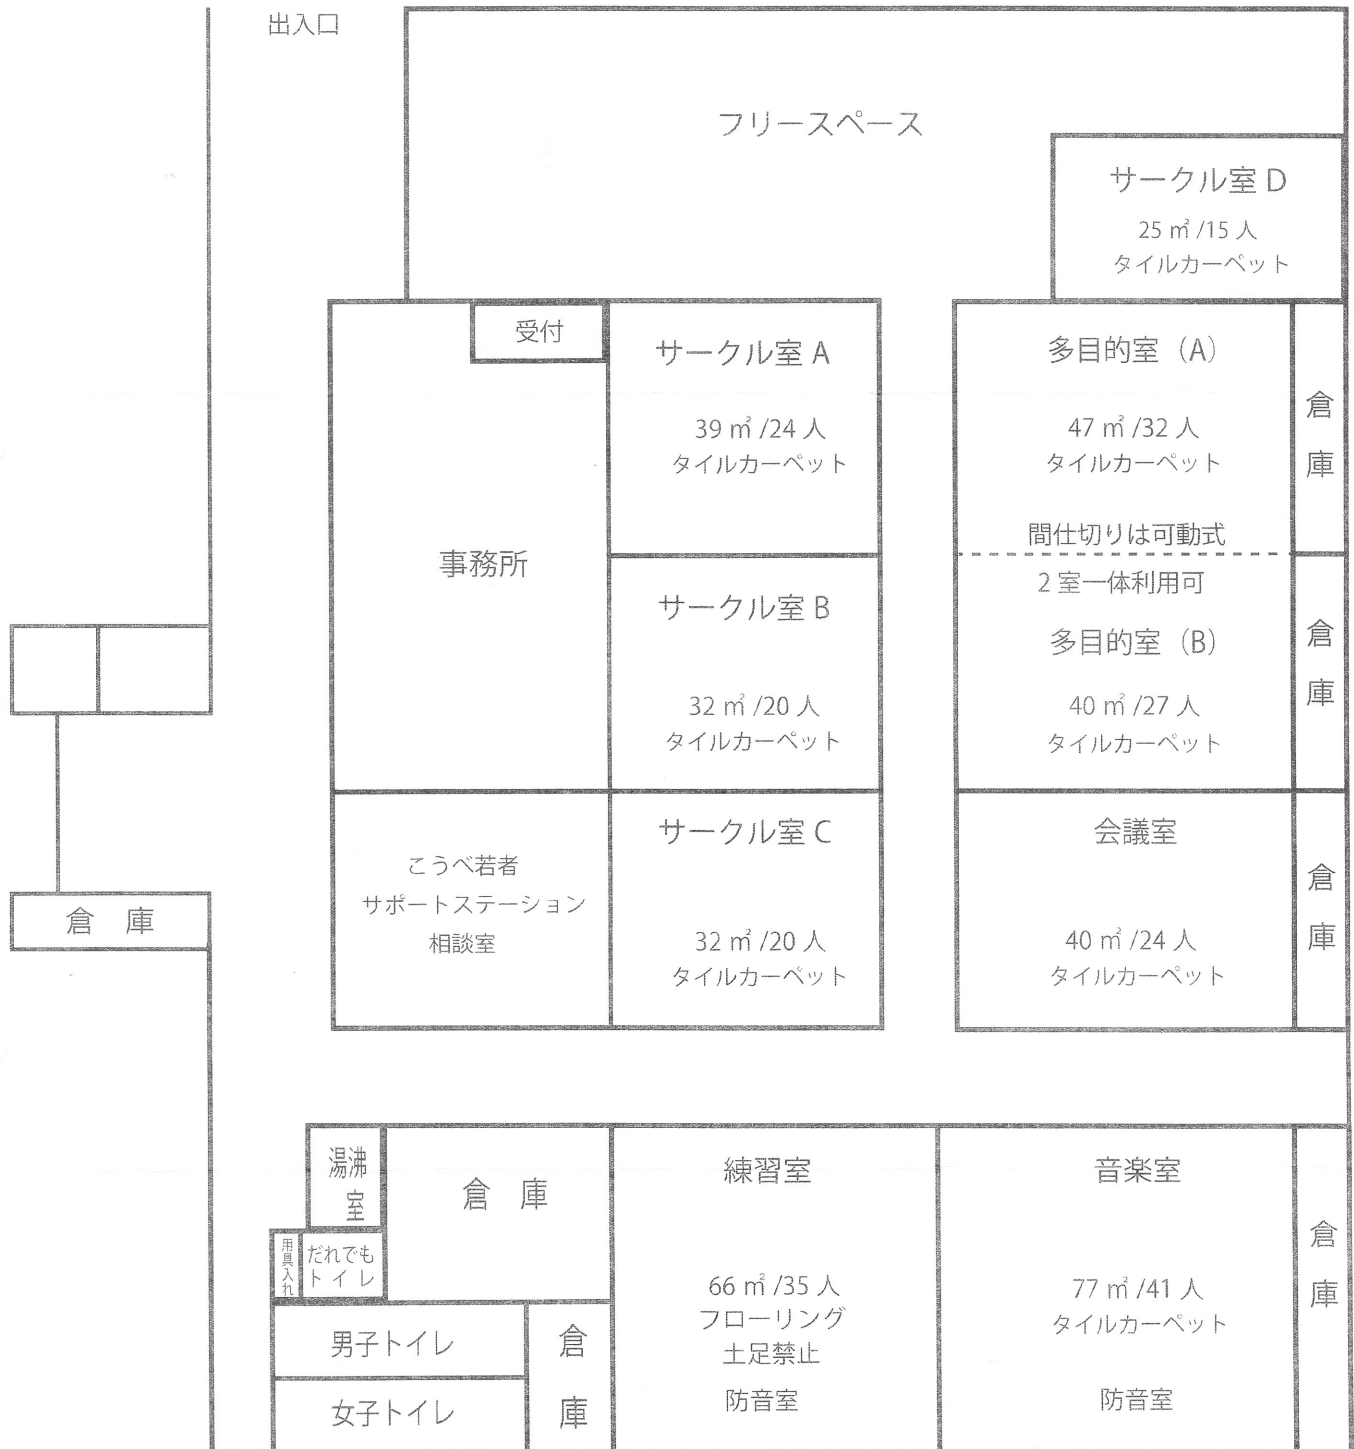 出入口
フリースペース
サークル室 D
25 ㎡ /15 人
タイルカーペット
受付
サークル室 A
39 ㎡ /24 人
タイルカーペット
多目的室（A）
47 ㎡ /32 人
タイルカーペット
倉庫
間仕切りは可動式
事務所
2 室一体利用可
サークル室 B
32 ㎡ /20 人
タイルカーペット
多目的室（B）
40 ㎡ /27 人
タイルカーペット
倉庫
こうべ若者
サポートステーション
相談室
サークル室 C
32 ㎡ /20 人
タイルカーペット
会議室
40 ㎡ /24 人
タイルカーペット
倉庫
倉 庫
湯沸
室
倉 庫
用具入れ
だれでも
トイレ
男子トイレ
女子トイレ
倉庫
練習室
66 ㎡ /35 人
フローリング
土足禁止
防音室
音楽室
77 ㎡ /41 人
タイルカーペット
防音室
倉庫